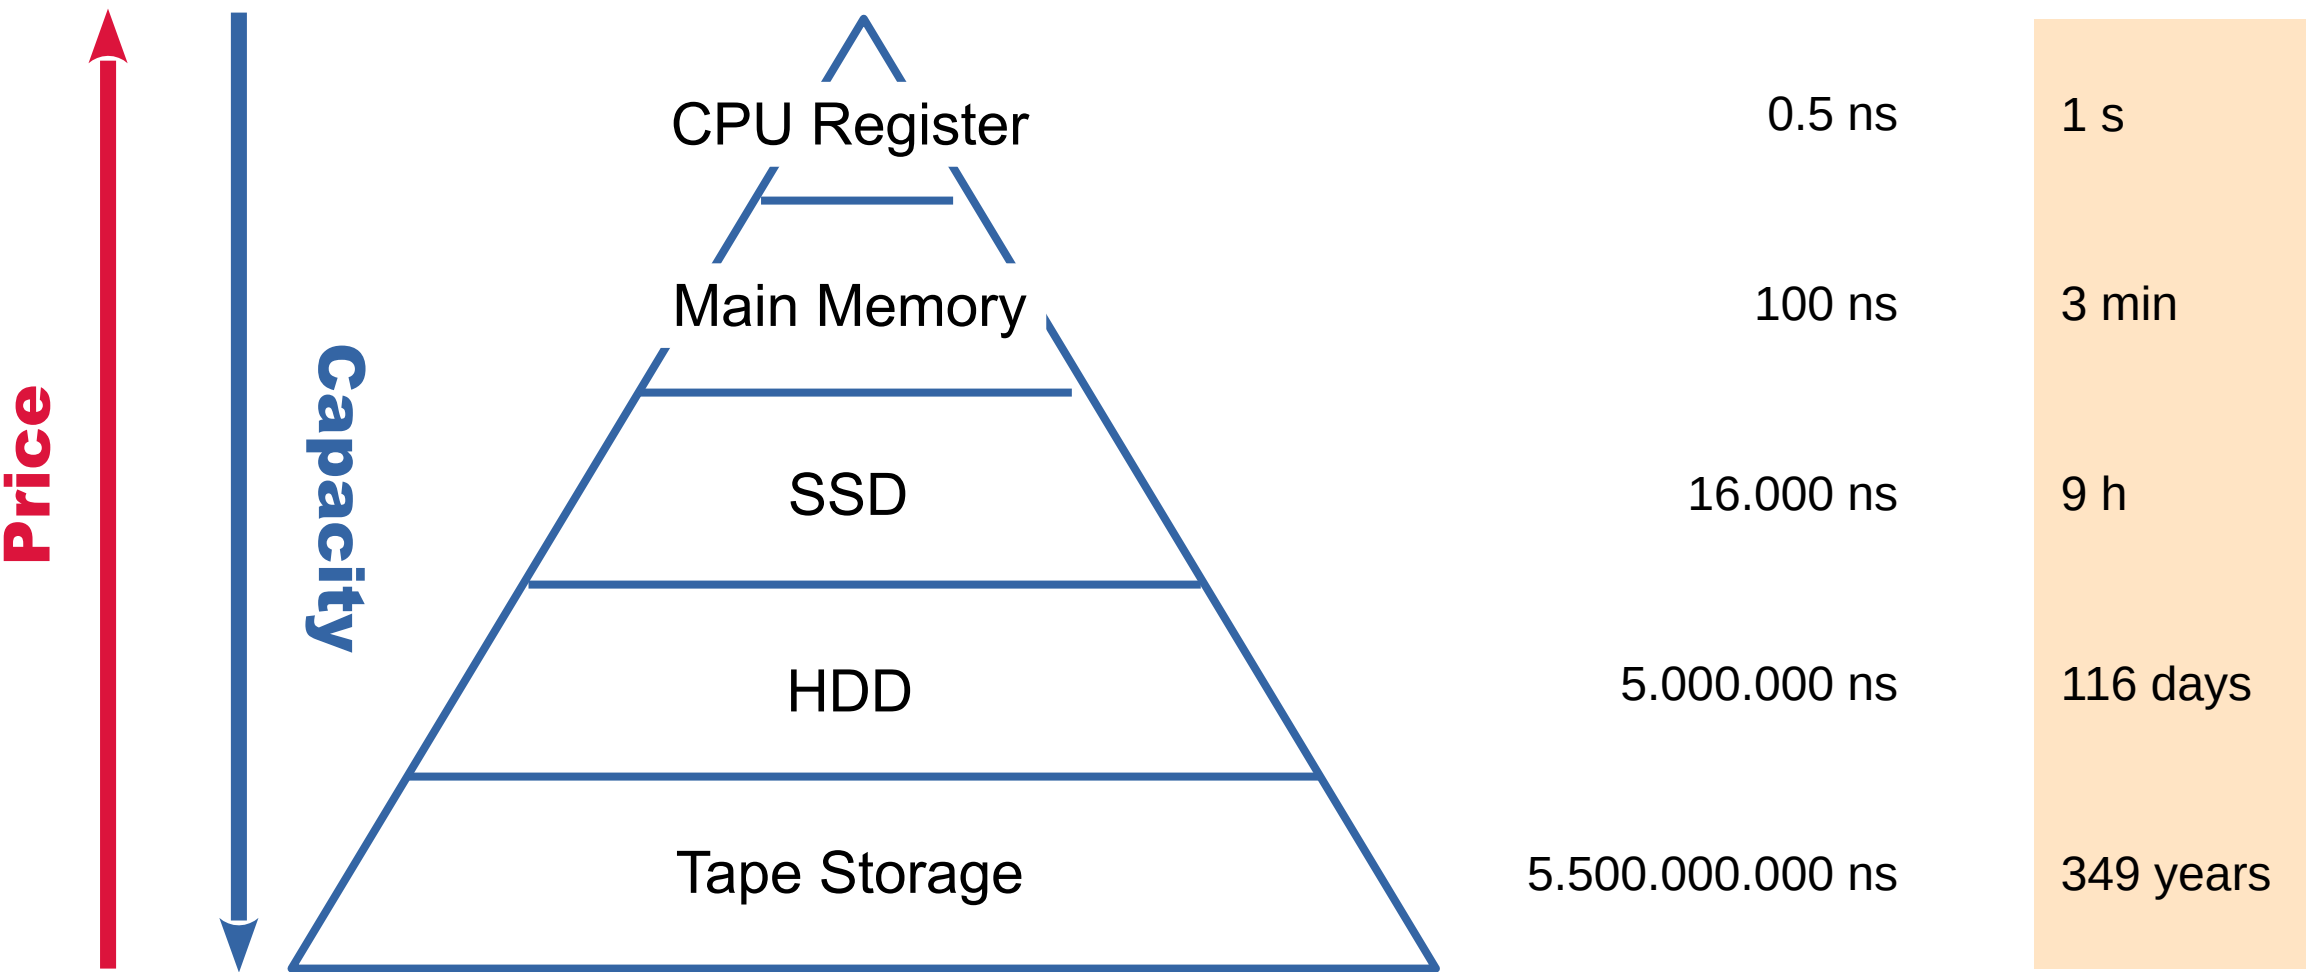 Price
Capacity
CPU Register
0.5 ns
1 s
Main Memory
100 ns
3 min
SSD
16.000 ns
9 h
HDD
5.000.000 ns
116 days
Tape Storage
5.500.000.000 ns
349 years